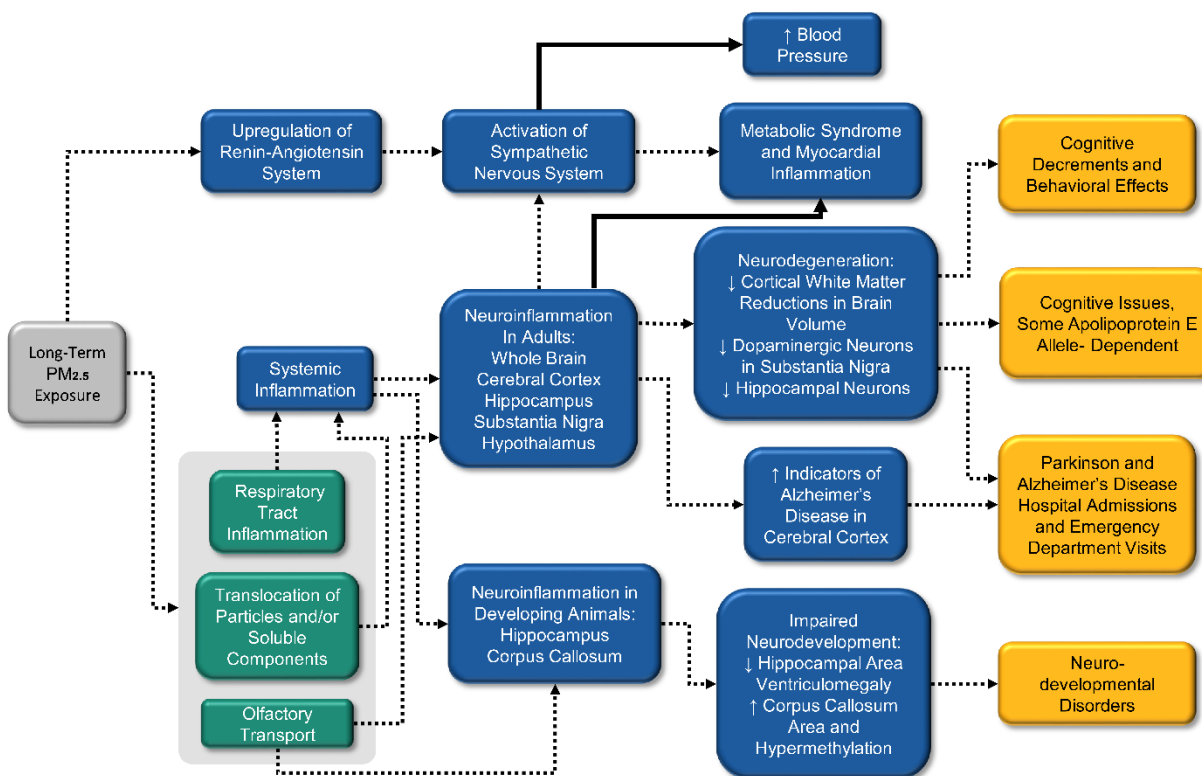 ↑ Blood
Pressure
Upregulation of
Renin-Angiotensin
System
Activation of
Sympathetic
Nervous System
Metabolic Syndrome
and Myocardial
Inflammation
Cognitive
Decrements and
Behavioral Effects
Long-Term
PM2.5
Exposure
Systemic
Inflammation
Neuroinflammation
In Adults:
Whole Brain
Cerebral Cortex
Hippocampus
Substantia Nigra
Hypothalamus
Neurodegeneration:
↓ Cortical White Matter
Reductions in Brain
Volume
↓ Dopaminergic Neurons
in Substantia Nigra
↓ Hippocampal Neurons
Cognitive Issues,
Some Apolipoprotein E
Allele- Dependent
Respiratory
Tract
Inflammation
↑ Indicators of
Alzheimer's
Disease in
Cerebral Cortex
Parkinson and
Alzheimer's Disease
Hospital Admissions
and Emergency
Department Visits
Translocation of
Particles and/or
Soluble
Components
Neuroinflammation in
Developing Animals:
Hippocampus
Corpus Callosum
Impaired
Neurodevelopment:
↓ Hippocampal Area
Ventriculomegaly
↑ Corpus Callosum
Area and
Hypermethylation
Neuro-
developmental
Disorders
Olfactory
Transport